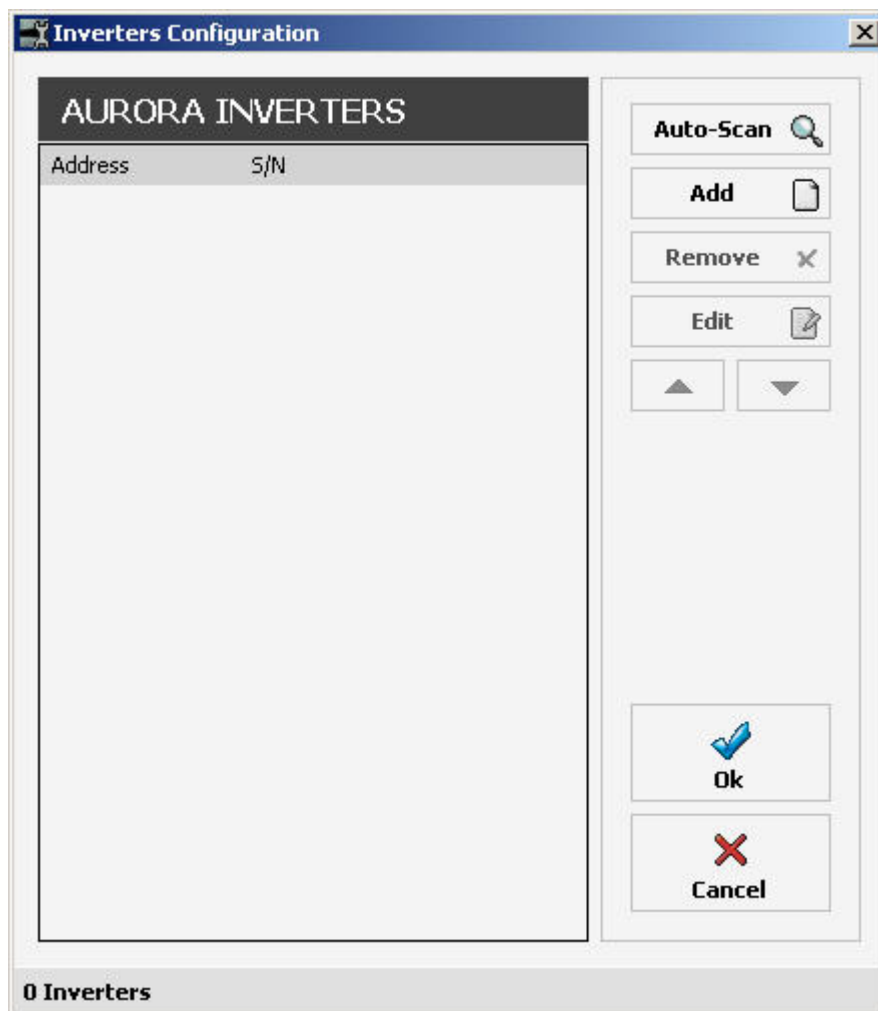 Inverters Configuration
AURORA INVERTERS
Address S/N
Auto-Scan
Add
Remove
Edit
Ok
Cancel
0 Inverters